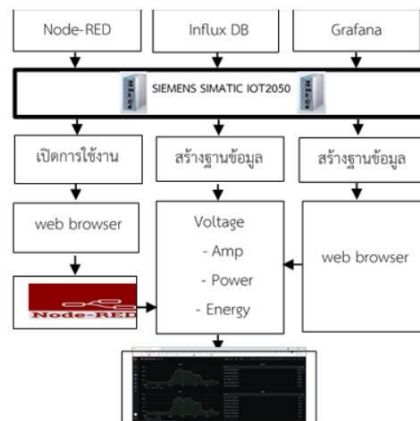 Node-RED
Influx DB
Grafana
SIEMENS SIMATIC IOT2050
เปิดการใช้งาน
สร้างฐานข้อมูล
สร้างฐานข้อมูล
web browser
Voltage
- Amp
- Power
- Energy
web browser
Node-RED